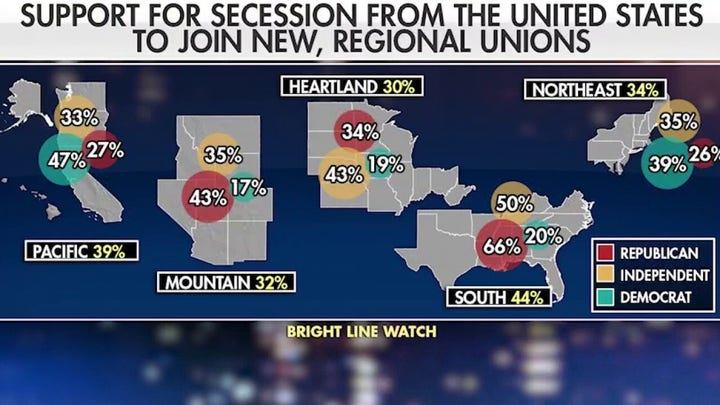 SUPPORT FOR SECESSION FROM THE UNITED STATES
TO JOIN NEW, REGIONAL UNIONS
33%
47%
27%
PACIFIC 39%
35%
43%
17%
MOUNTAIN 32%
HEARTLAND 30%
34%
43%
19%
50%
66%
20%
SOUTH 44%
NORTHEAST 34%
35%
39%
26%
REPUBLICAN
INDEPENDENT
DEMOCRAT
BRIGHT LINE WATCH